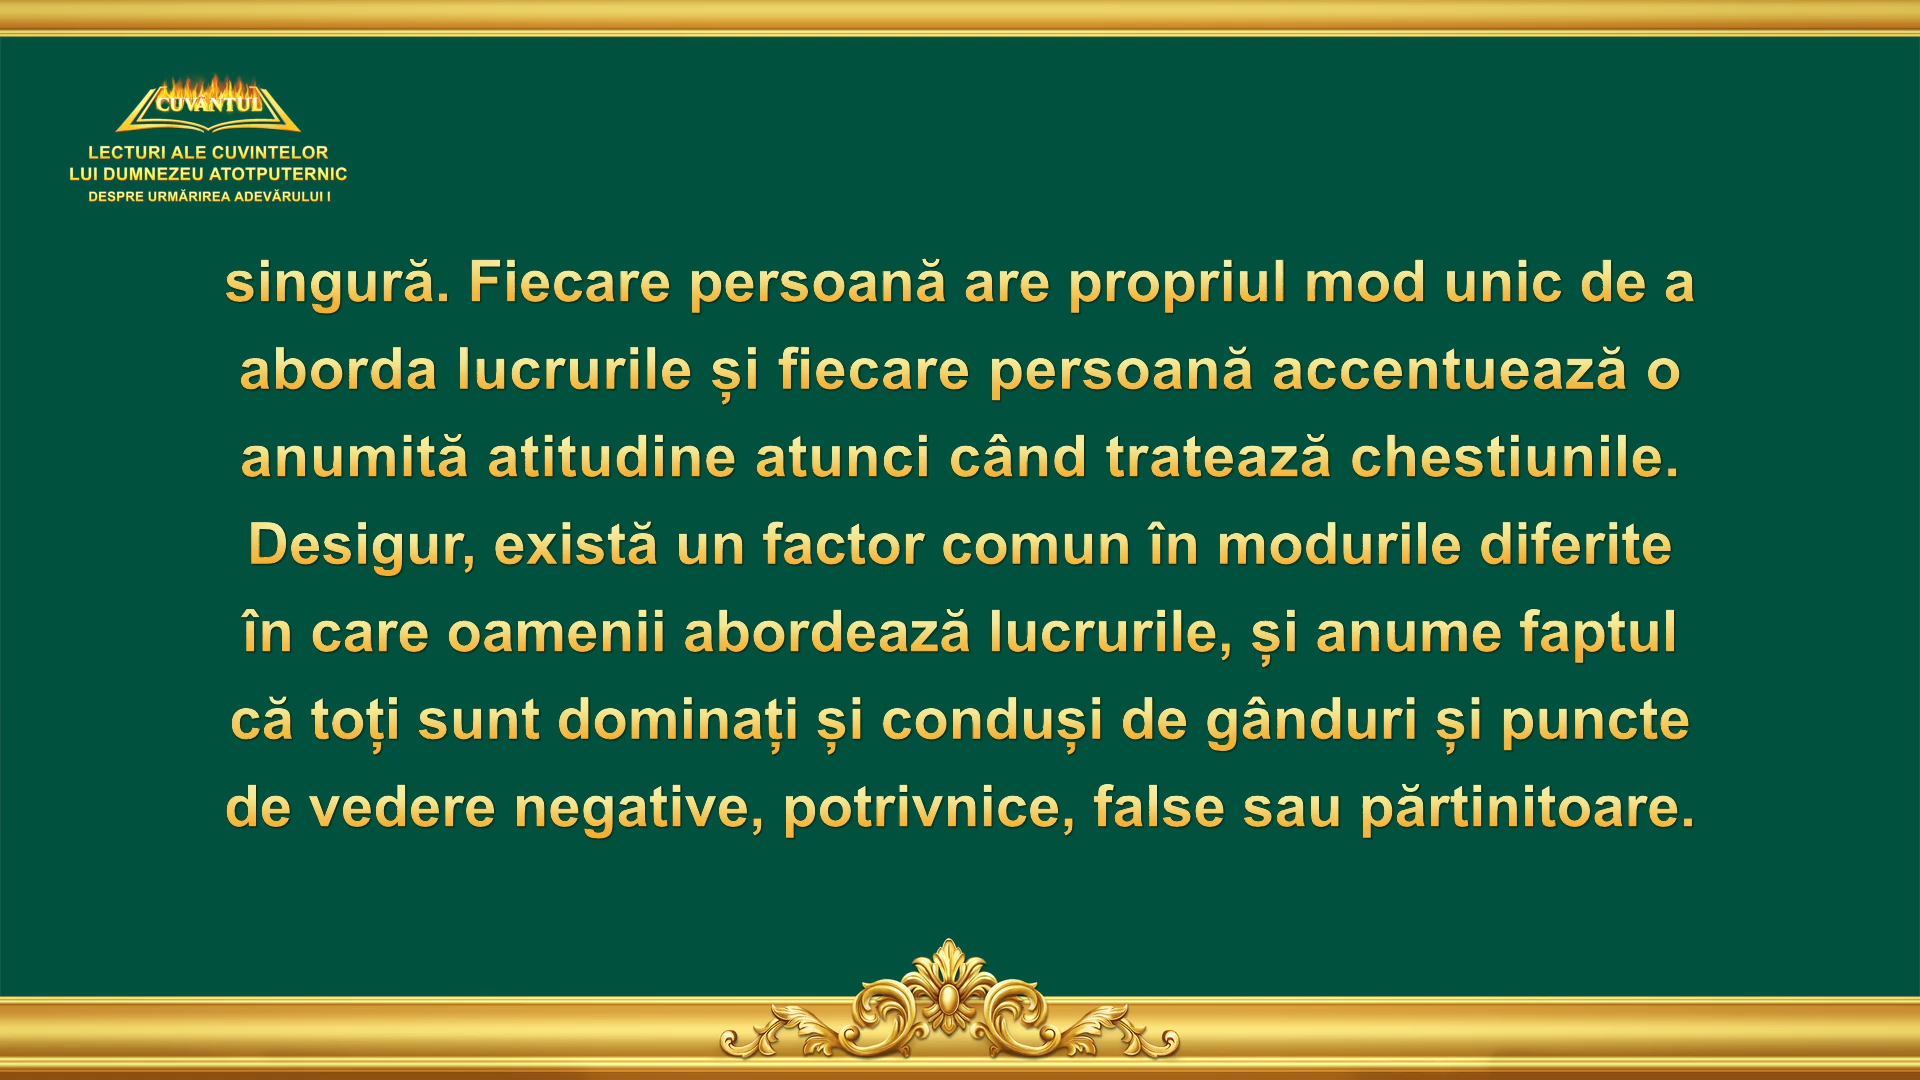 CUVÂNTUL
LECTURI ALE CUVINTELOR
LUI DUMNEZEU ATOTPUTERNIC
DESPRE URMĂRIREA ADEVĂRULUI I
singură. Fiecare persoană are propriul mod unic de a
aborda lucrurile și fiecare persoană accentuează o
anumită atitudine atunci când tratează chestiunile.
Desigur, există un factor comun în modurile diferite
în care oamenii abordează lucrurile, și anume faptul
că toți sunt dominați și conduși de gânduri și puncte
de vedere negative, potrivnice, false sau părtinitoare.